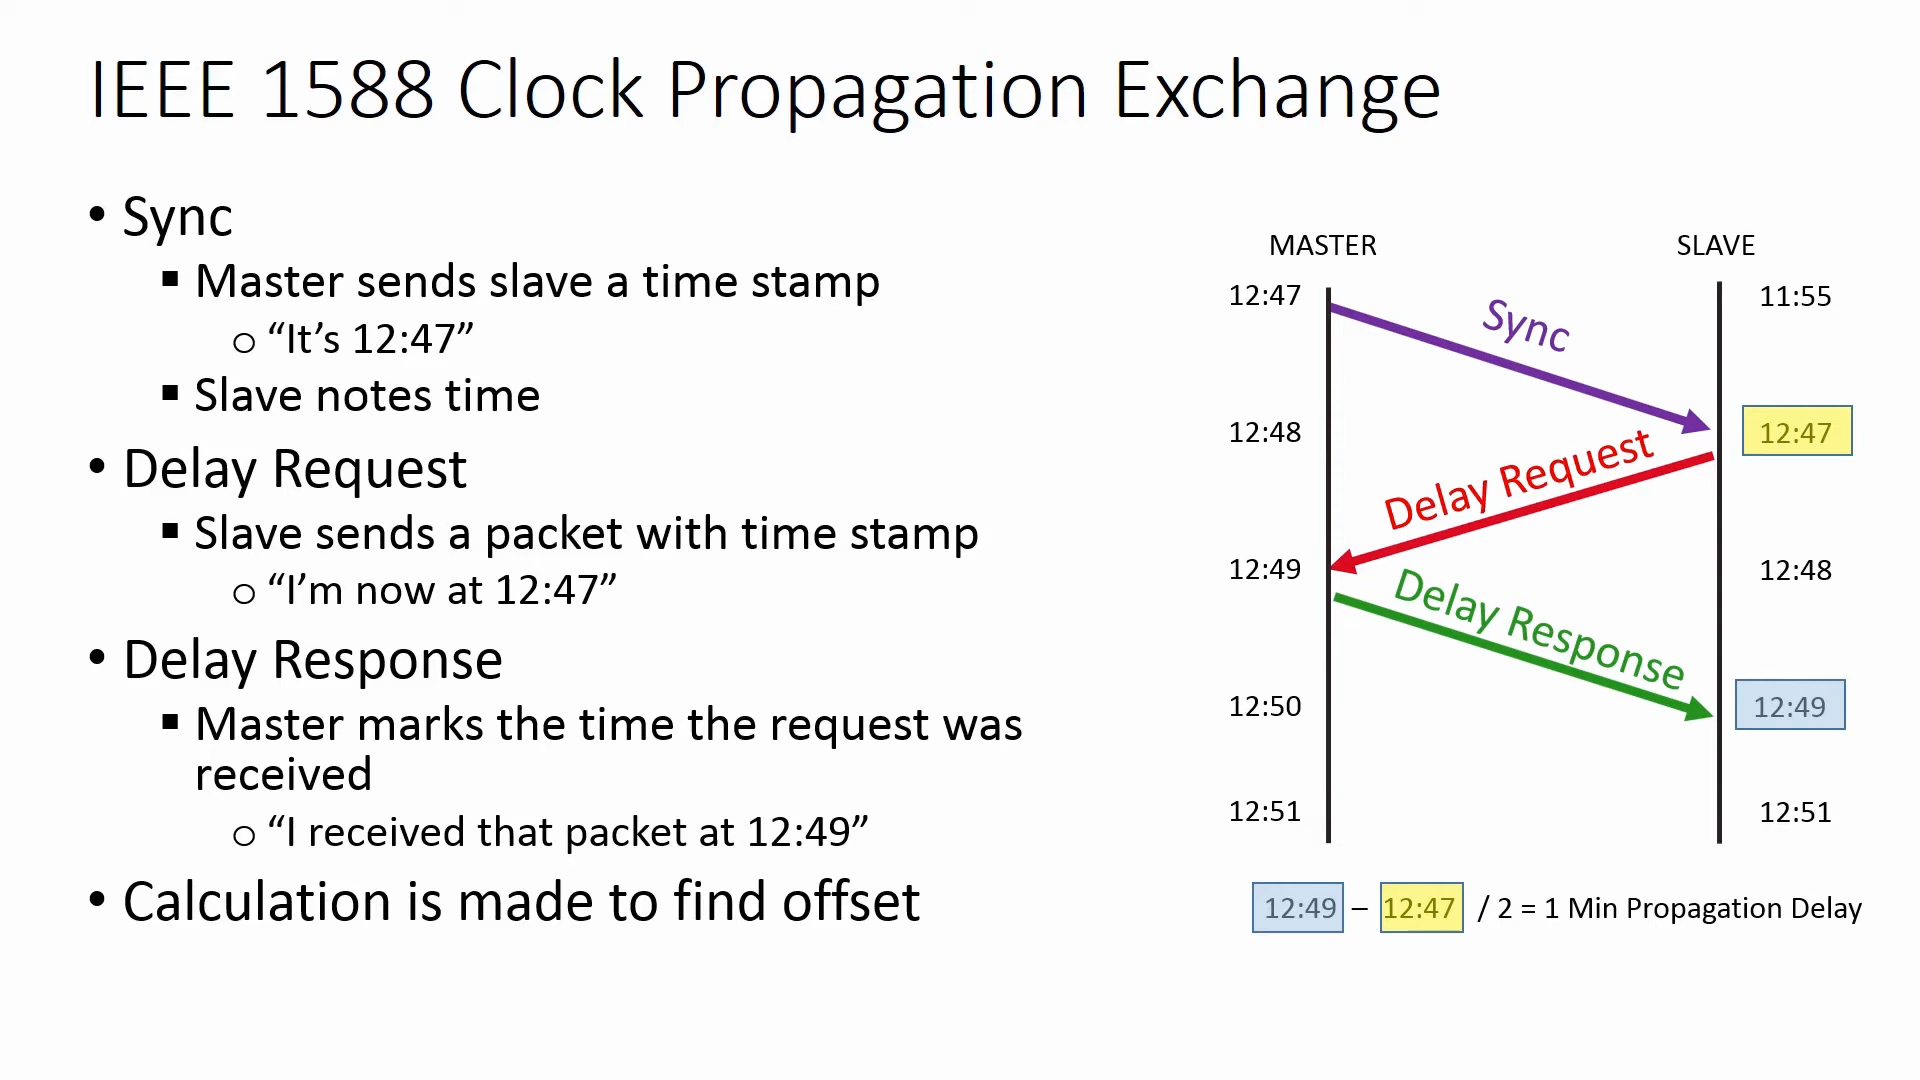 IEEE 1588 Clock Propagation Exchange
• Sync
▪ Master sends slave a time stamp
o “It’s 12:47”
▪ Slave notes time
• Delay Request
▪ Slave sends a packet with time stamp
o “I’m now at 12:47”
• Delay Response
▪ Master marks the time the request was
received
o “I received that packet at 12:49”
• Calculation is made to find offset
MASTER SLAVE
12:47 11:55
Sync
12:48 12:47
Delay Request
12:49 12:48
Delay Response
12:50 12:49
12:51 12:51
12:49 – 12:47 / 2 = 1 Min Propagation Delay